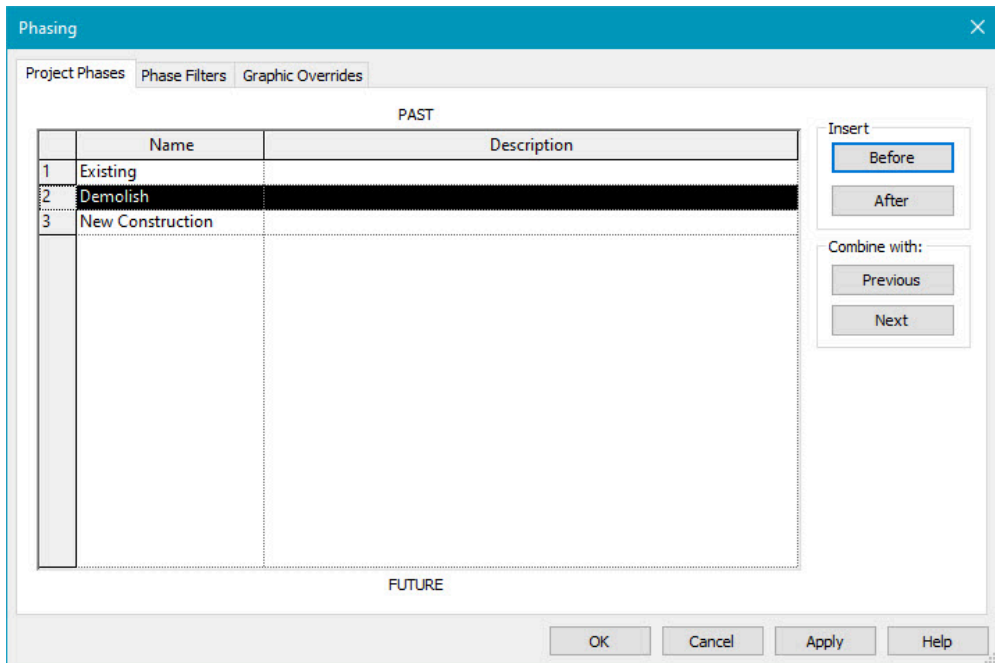 Phasing
Project Phases Phase Filters Graphic Overrides
PAST
Name Description
1 Existing
2 Demolish
3 New Construction
FUTURE
Insert
Before
After
Combine with:
Previous
Next
OK Cancel Apply Help